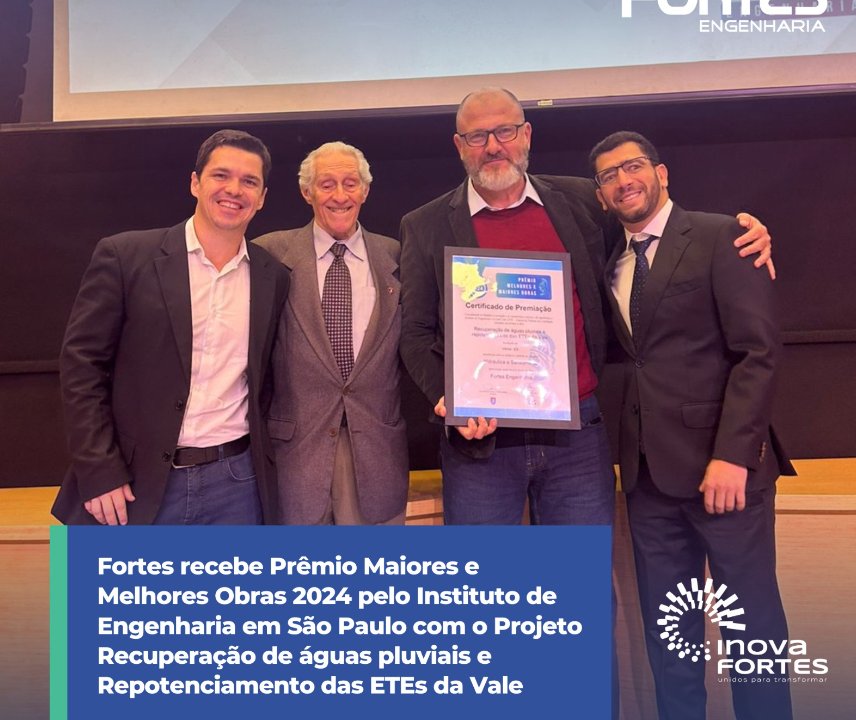 FORTES
ENGENHARIA
PRÊMIO
MELHORES E
MAIORES OBRAS
Certificado de Premiação
Recuperação de águas pluviais e
Fortes Engenharia
Fortes recebe Prêmio Maiores e
Melhores Obras 2024 pelo Instituto de
Engenharia em São Paulo com o Projeto
Recuperação de águas pluviais e
Repotenciamento das ETEs da Vale
inova
FORTES
unidos para transformar